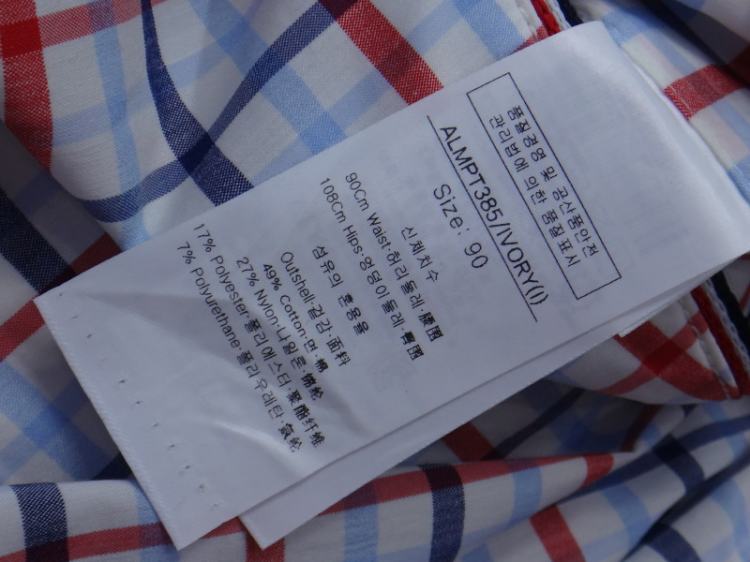 품질경영 및 공산품안전
관리법에 의한 품질표시
ALMPT385/IVORY(I)
Size: 90
신체치수
90Cm Waist·허리둘레·腰围
108Cm Hips·엉덩이둘레·臀围
섬유의 혼용율
Outshell·겉감·面料
49% Cotton·면·棉
27% Nylon·나일론·锦纶
17% Polyester·폴리에스터·聚酯纤维
7% Polyurethane·폴리우레탄·氨纶